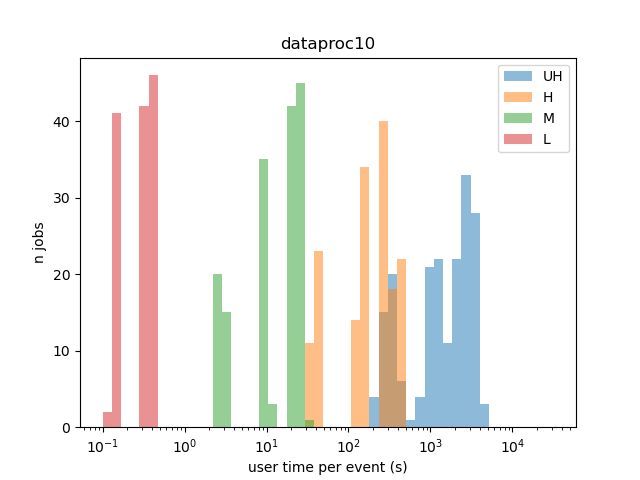 dataproc10
UH
H
M
L
n jobs
40
30
20
10
0
10⁻¹ 10⁰ 10¹ 10² 10³ 10⁴
user time per event (s)